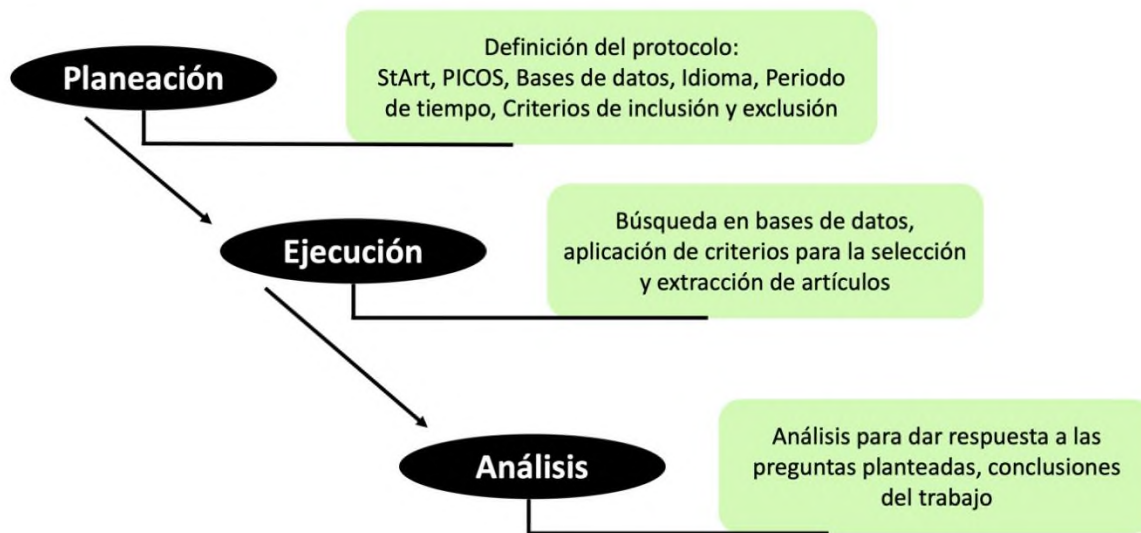 Planeación
Definición del protocolo:
StArt, PICOS, Bases de datos, Idioma, Periodo
de tiempo, Criterios de inclusión y exclusión
Ejecución
Búsqueda en bases de datos,
aplicación de criterios para la selección
y extracción de artículos
Análisis
Análisis para dar respuesta a las
preguntas planteadas, conclusiones
del trabajo